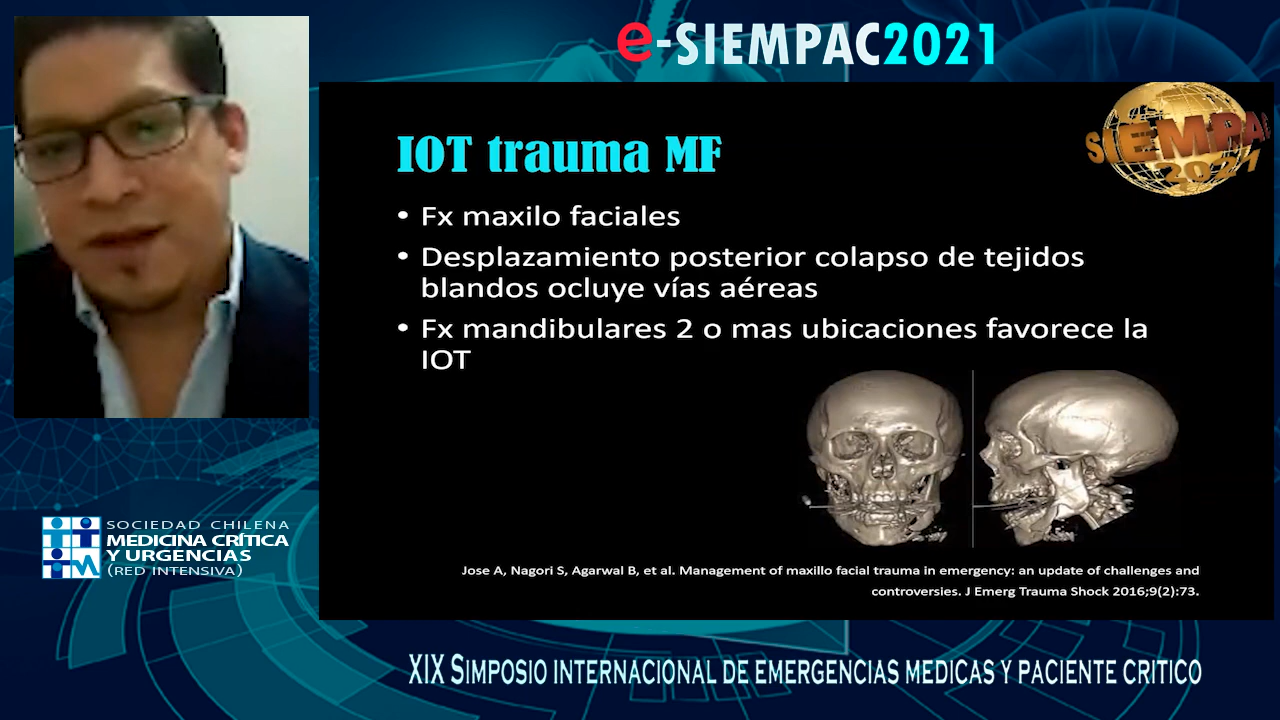 e-SIEMPAC2021
SIEMPAC
2021
IOT trauma MF
• Fx maxilo faciales
• Desplazamiento posterior colapso de tejidos
blandos ocluye vías aéreas
• Fx mandibulares 2 o mas ubicaciones favorece la
IOT
Jose A, Nagori S, Agarwal B, et al. Management of maxillo facial trauma in emergency: an update of challenges and
controversies. J Emerg Trauma Shock 2016;9(2):73.
SOCIEDAD CHILENA
MEDICINA CRÍTICA
Y URGENCIAS
(RED INTENSIVA)
XIX SIMPOSIO INTERNACIONAL DE EMERGENCIAS MEDICAS Y PACIENTE CRITICO